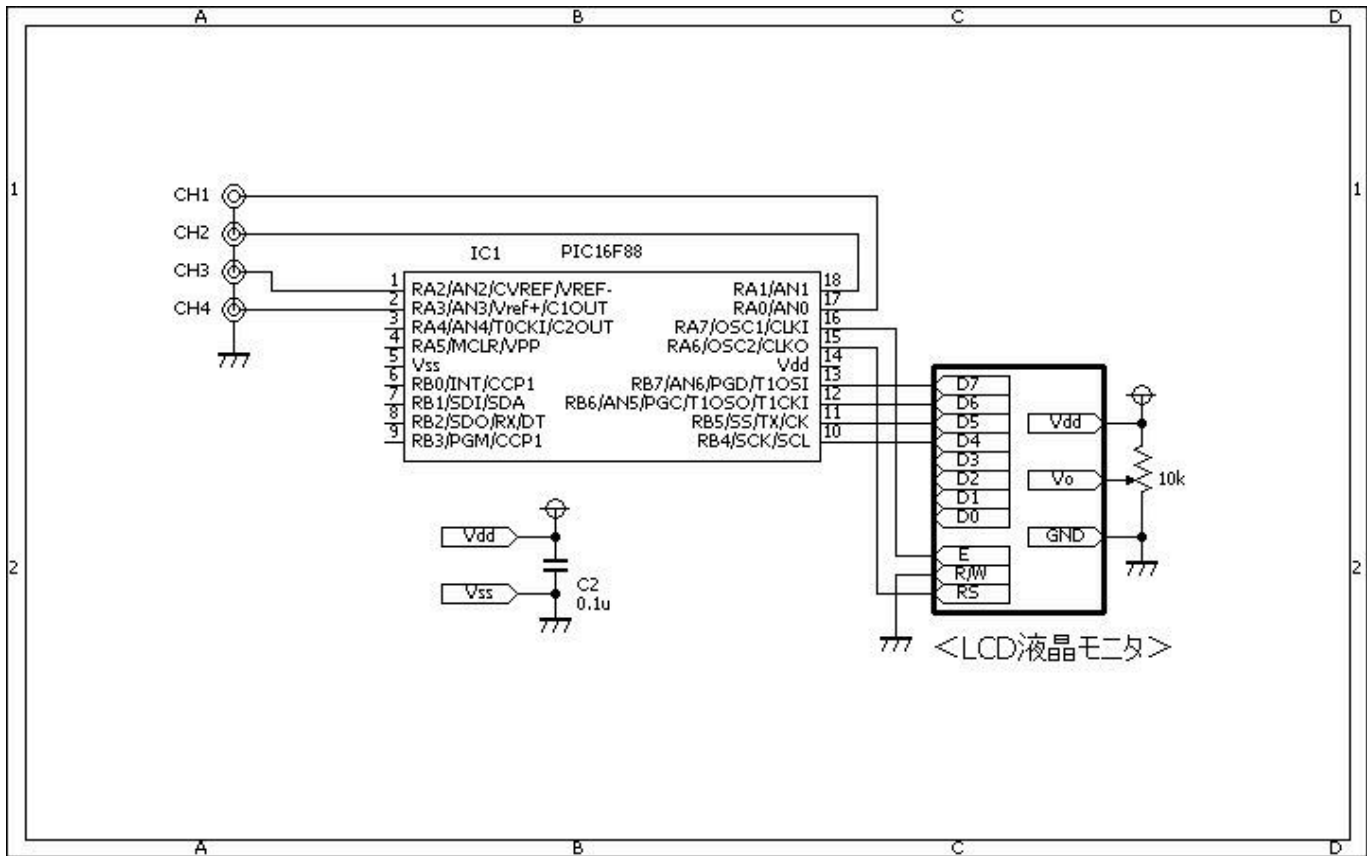 A B C D
1 1
CH1
CH2
CH3
CH4
IC1 PIC16F88
1 RA2/AN2/CVREF/VREF- RA1/AN1 18
2 RA3/AN3/Vref+/C1OUT RA0/AN0 17
3 RA4/AN4/T0CKI/C2OUT RA7/OSC1/CLKI 16
4 RA5/MCLR/VPP RA6/OSC2/CLKO 15
5 Vss Vdd 14
6 RB0/INT/CCP1 RB7/AN6/PGD/T1OSI 13
7 RB1/SDI/SDA RB6/AN5/PGC/T1OSO/T1CKI 12
8 RB2/SDO/RX/DT RB5/SS/TX/CK 11
9 RB3/PGM/CCP1 RB4/SCK/SCL 10
D7
D6
D5
D4
D3
D2
D1
D0
E
R/W
RS
Vdd
Vo
GND
10k
Vdd
Vss
C2
0.1u
2 2
<LCD液晶モニタ>
A B C D